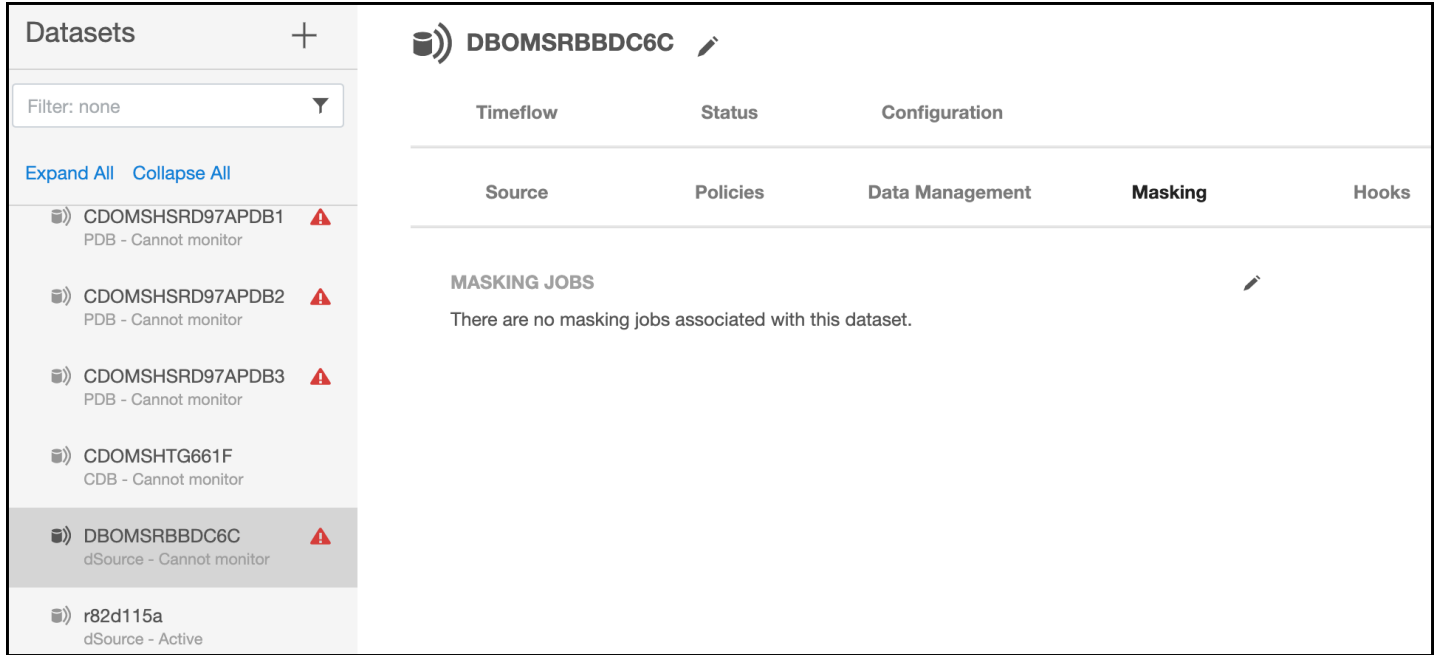 Datasets
Filter: none
Expand All Collapse All
CDOMSHSRD97APDB1
PDB - Cannot monitor
CDOMSHSRD97APDB2
PDB - Cannot monitor
CDOMSHSRD97APDB3
PDB - Cannot monitor
CDOMSHTG661F
CDB - Cannot monitor
DBOMSRBBDC6C
dSource - Cannot monitor
r82d115a
dSource - Active
DBOMSRBBDC6C
Timeflow Status Configuration
Source Policies Data Management Masking Hooks
MASKING JOBS
There are no masking jobs associated with this dataset.